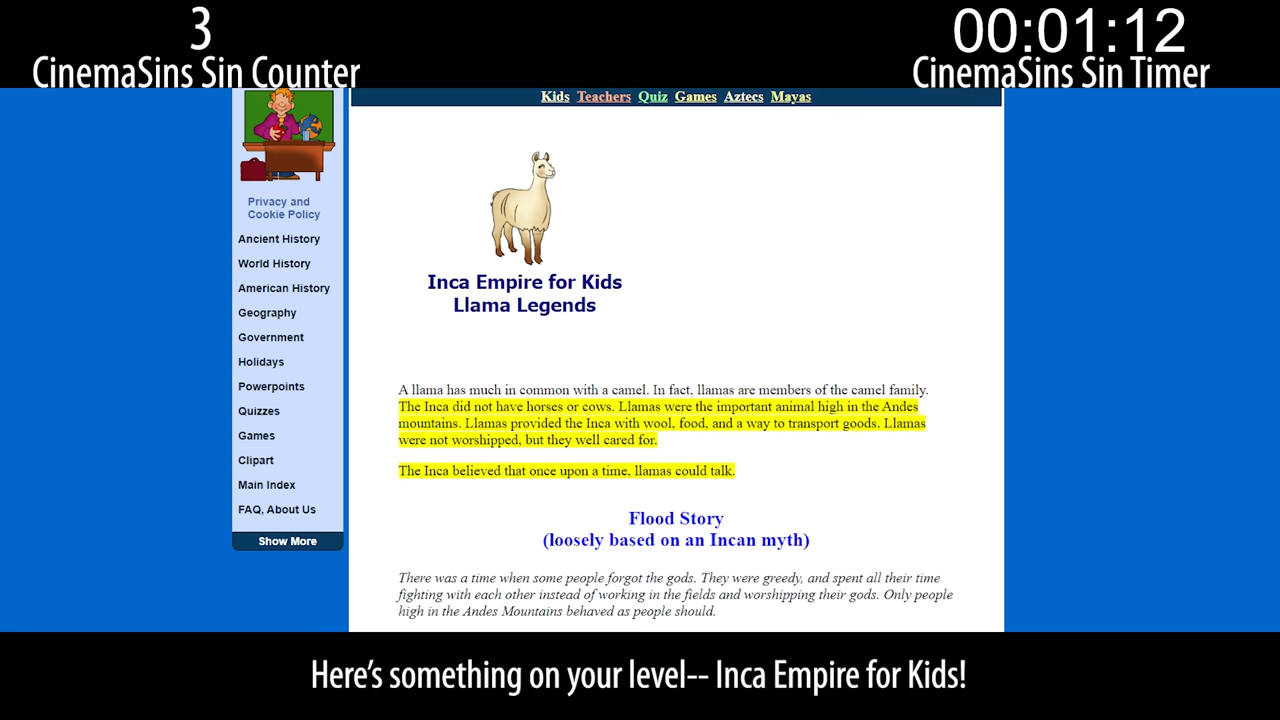 3
CinemaSins Sin Counter
00:01:12
CinemaSins Sin Timer
Kids Teachers Quiz Games Aztecs Mayas
Privacy and
Cookie Policy
Ancient History
World History
American History
Geography
Government
Holidays
Powerpoints
Quizzes
Games
Clipart
Main Index
FAQ, About Us
Show More
Inca Empire for Kids
Llama Legends
A llama has much in common with a camel. In fact, llamas are members of the camel family.
The Inca did not have horses or cows. Llamas were the important animal high in the Andes
mountains. Llamas provided the Inca with wool, food, and a way to transport goods. Llamas
were not worshipped, but they well cared for.
The Inca believed that once upon a time, llamas could talk.
Flood Story
(loosely based on an Incan myth)
There was a time when some people forgot the gods. They were greedy, and spent all their time
fighting with each other instead of working in the fields and worshipping their gods. Only people
high in the Andes Mountains behaved as people should.
Here's something on your level-- Inca Empire for Kids!